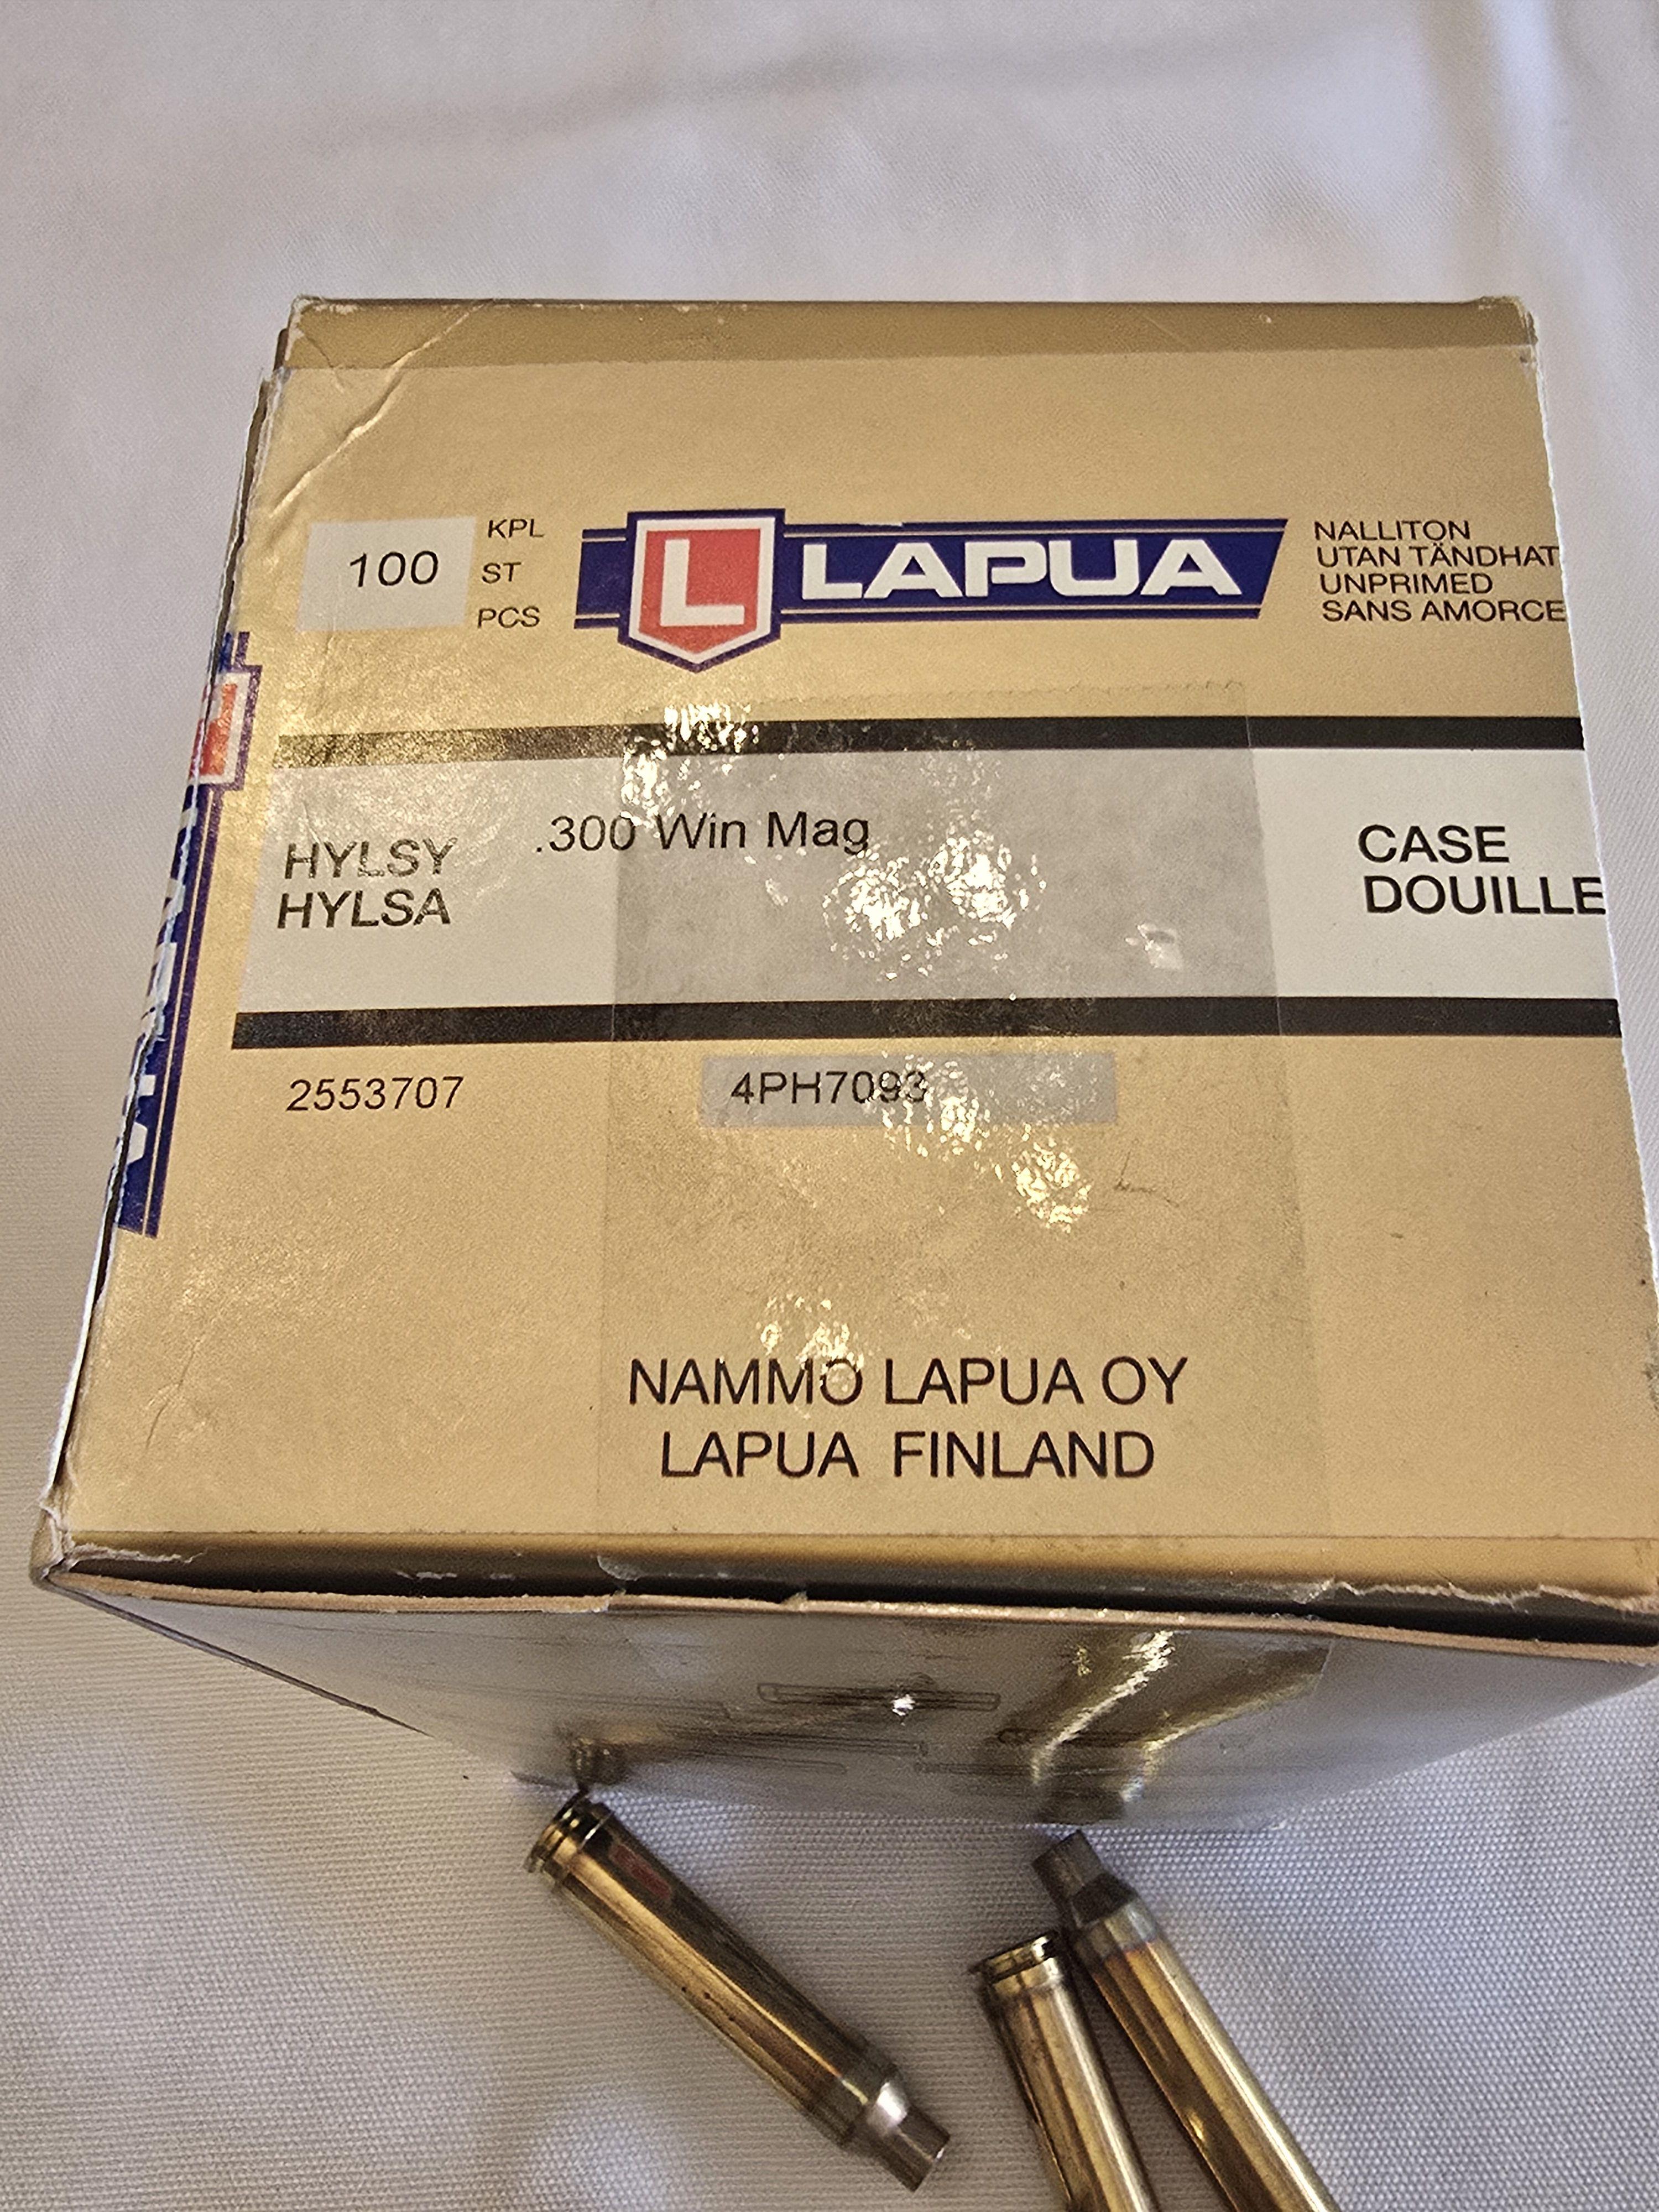 100
KPL
ST
PCS
L LAPUA
NALLITON
UTAN TÄNDHAT
UNPRIMED
SANS AMORCE
HYLSY
HYLSA
.300 Win Mag
CASE
DOUILLE
2553707
4PH7093
NAMMO LAPUA OY
LAPUA FINLAND